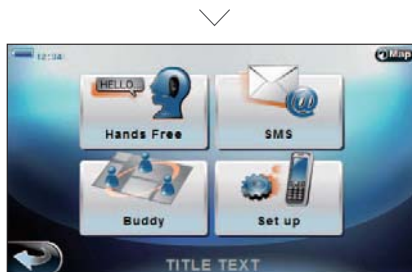 12:34
Map
HELLO...
Hands Free
SMS
@
Buddy
Set up
TITLE TEXT